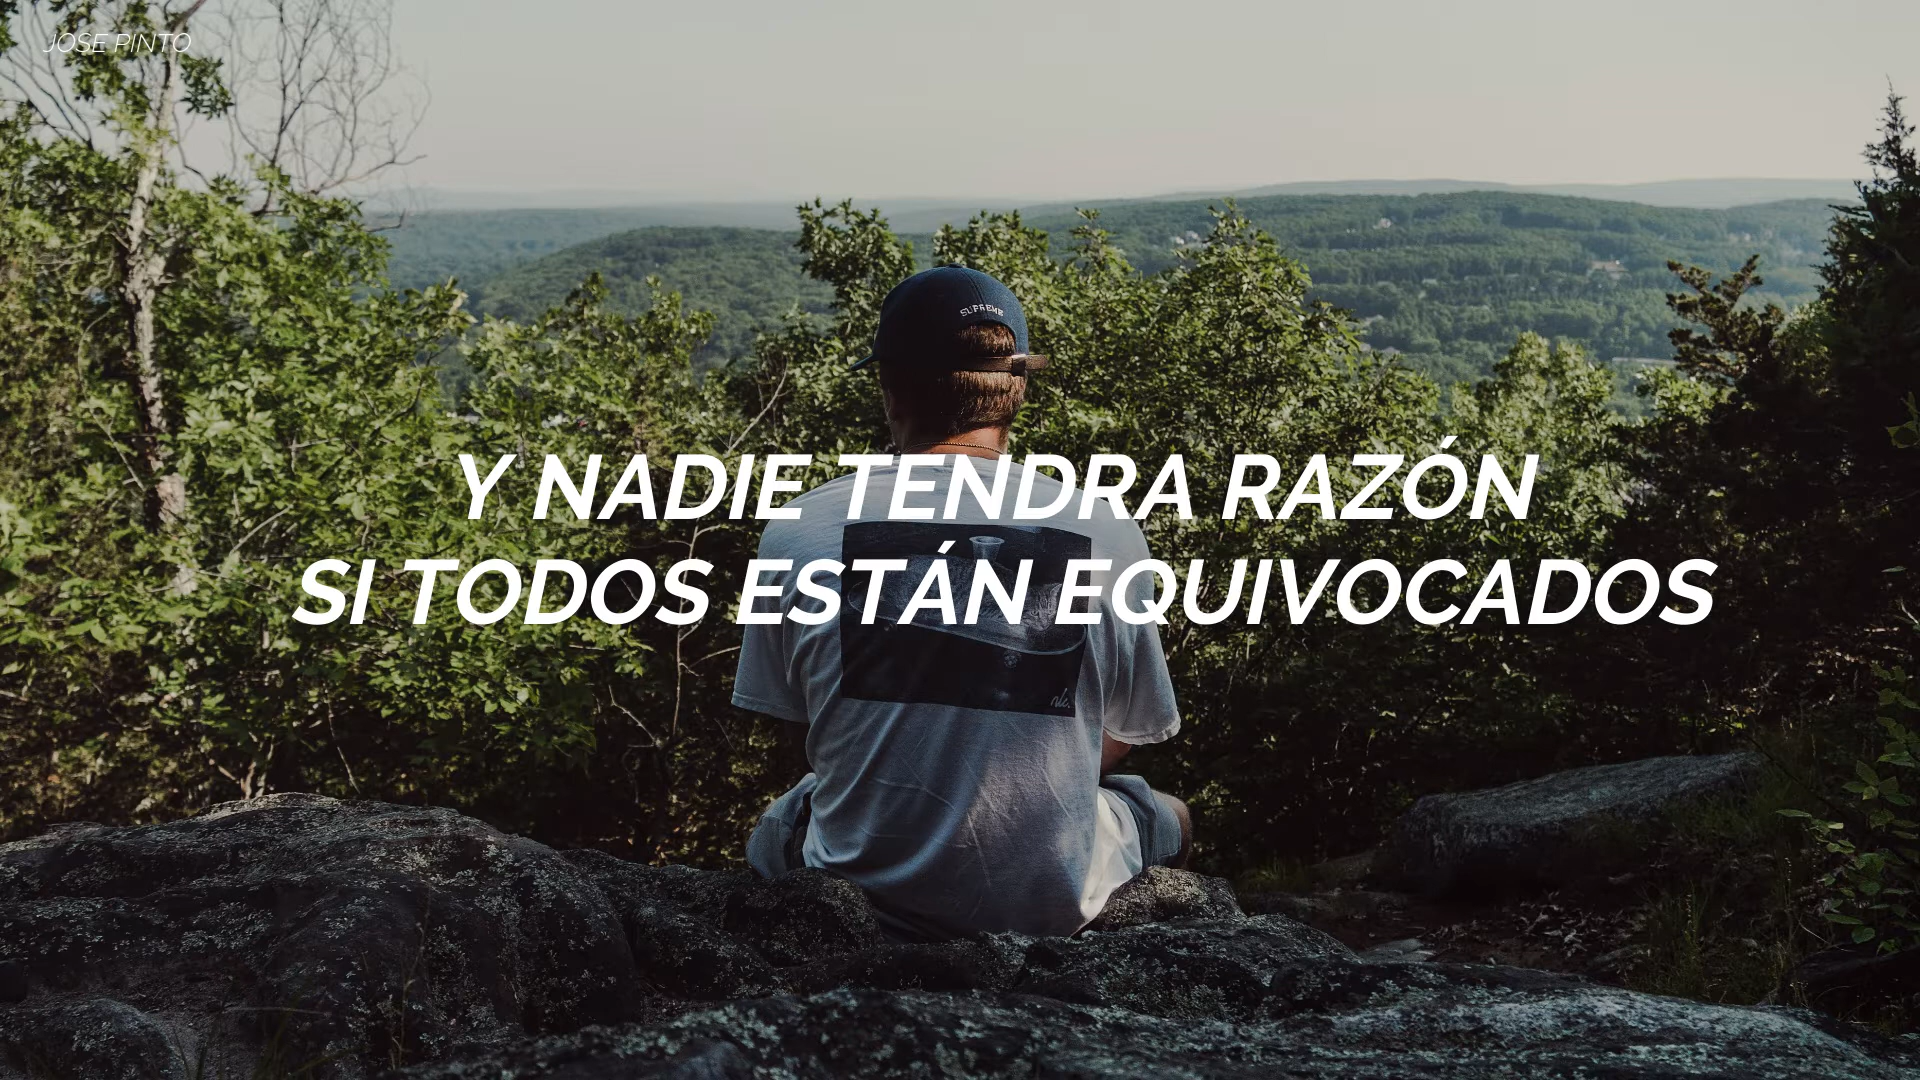 JOSE PINTO
SUPREME
Y NADIE TENDRA RAZÓN
SI TODOS ESTÁN EQUIVOCADOS